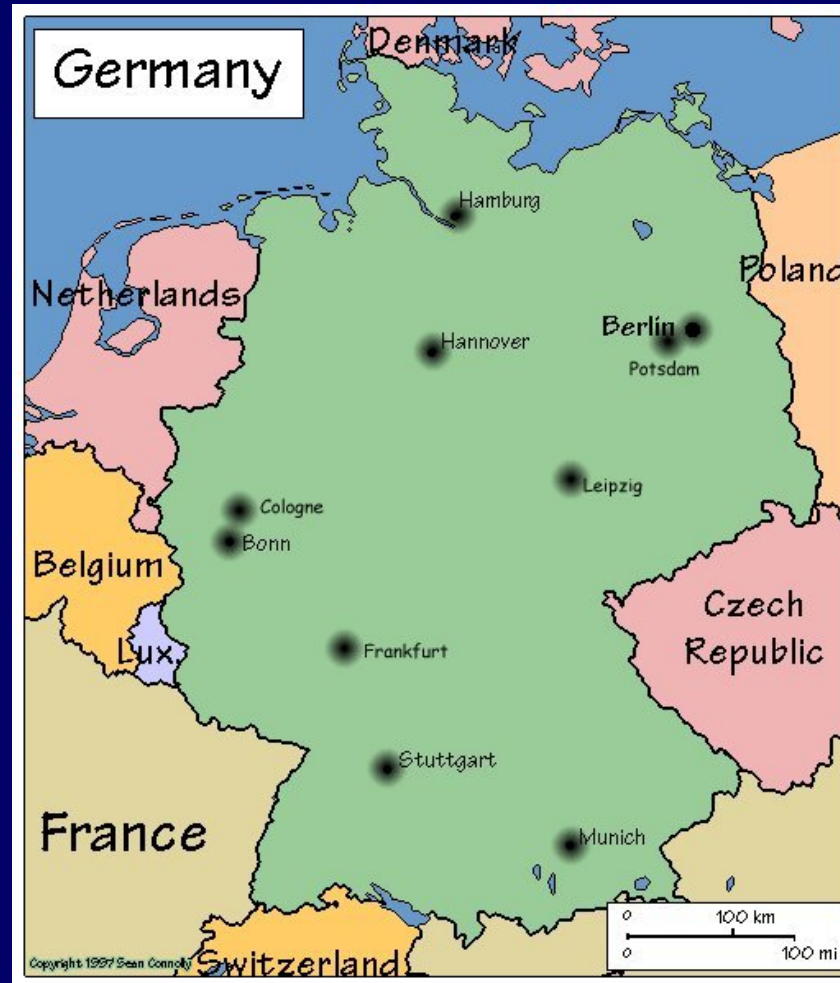 Germany
Denmark
Hamburg
Netherlands
Poland
Berlin
Hannover
Potsdam
Leipzig
Cologne
Bonn
Belgium
Czech
Republic
Lux.
Frankfurt
Stuttgart
France
Munich
0 100 km
0 100 mi
Copyright 1997 Sean Connolly
Switzerland